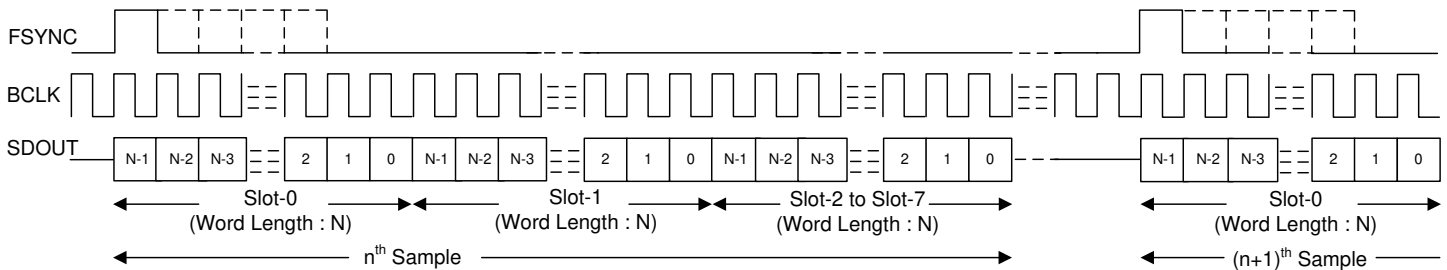 FSYNC
BCLK
SDOUT N-1 N-2 N-3 2 1 0 N-1 N-2 N-3 2 1 0 N-1 N-2 N-3 2 1 0 N-1 N-2 N-3 2 1 0
Slot-0 Slot-1 Slot-2 to Slot-7 Slot-0
(Word Length : N) (Word Length : N) (Word Length : N) (Word Length : N)
nth Sample (n+1)th Sample